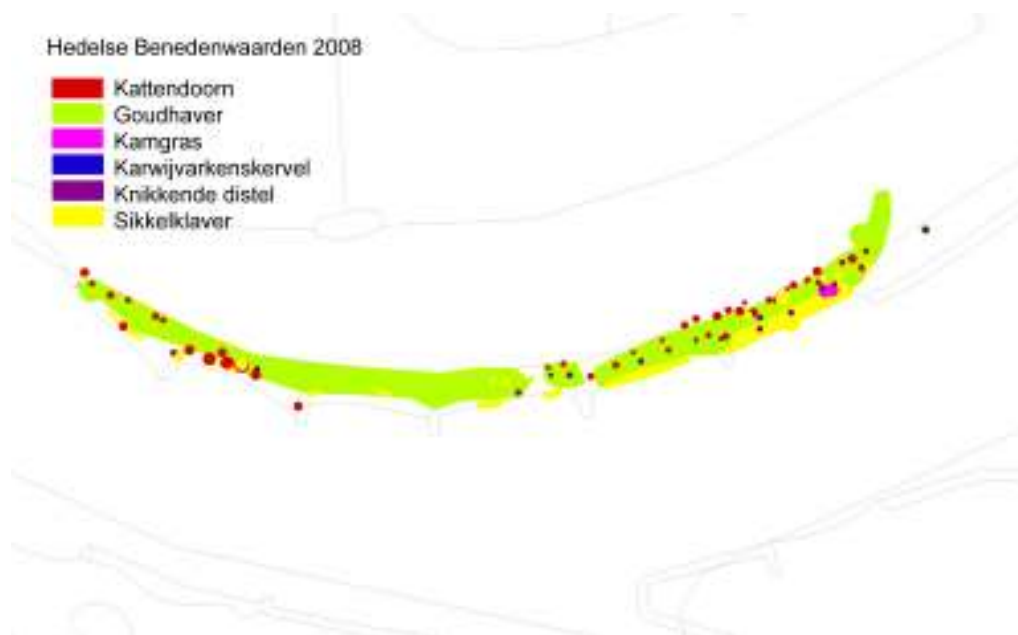 Hedelse Benedenwaarden 2008
Kattendoorn
Goudhaver
Kamgras
Karwijvarkenskervel
Knikkende distel
Sikkelklaver